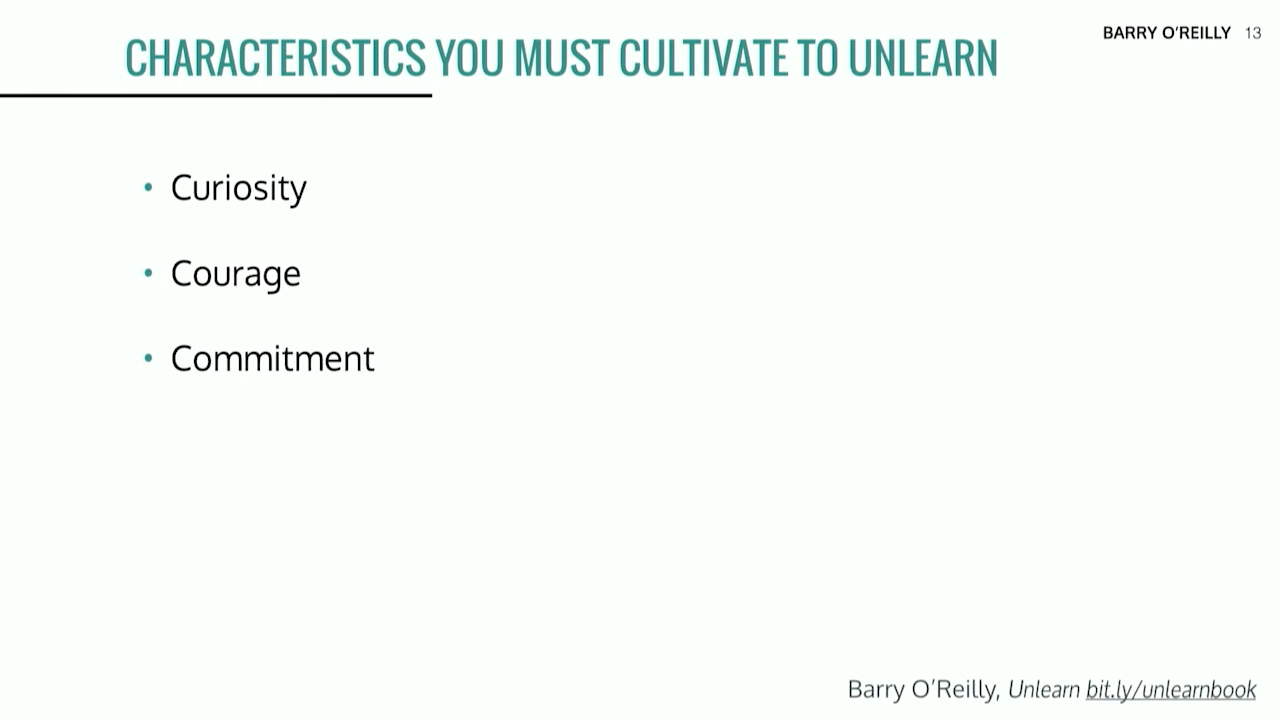 CHARACTERISTICS YOU MUST CULTIVATE TO UNLEARN
BARRY O'REILLY 13
• Curiosity
• Courage
• Commitment
Barry O'Reilly, Unlearn bit.ly/unlearnbook